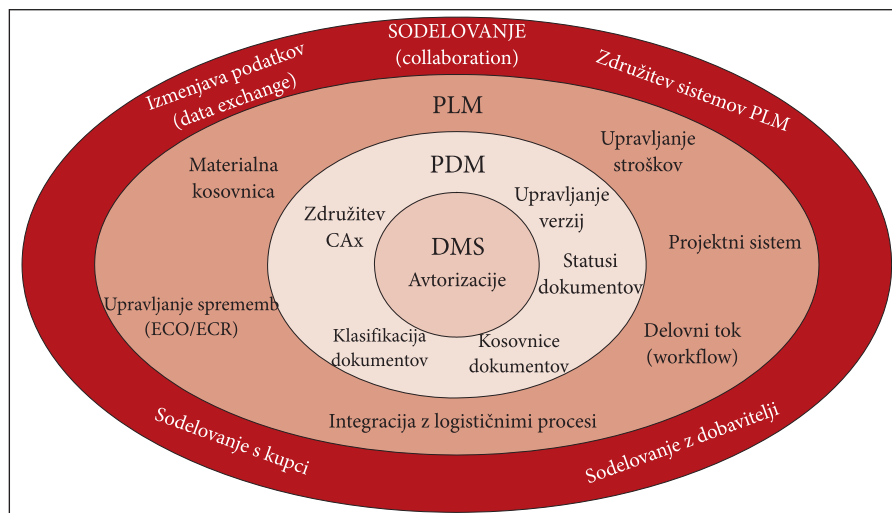 SODELOVANJE
(collaboration)
Izmenjava podatkov
(data exchange)
Združitev sistemov PLM
PLM
Materialna
kosovnica
Upravljanje
stroškov
PDM
Združitev
CAx
Upravljanje
verzij
DMS
Avtorizacije
Statusi
dokumentov
Projektni sistem
Upravljanje sprememb
(ECO/ECR)
Klasifikacija
dokumentov
Kosovnice
dokumentov
Delovni tok
(workflow)
Integracija z logističnimi procesi
Sodelovanje s kupci
Sodelovanje z dobavitelji